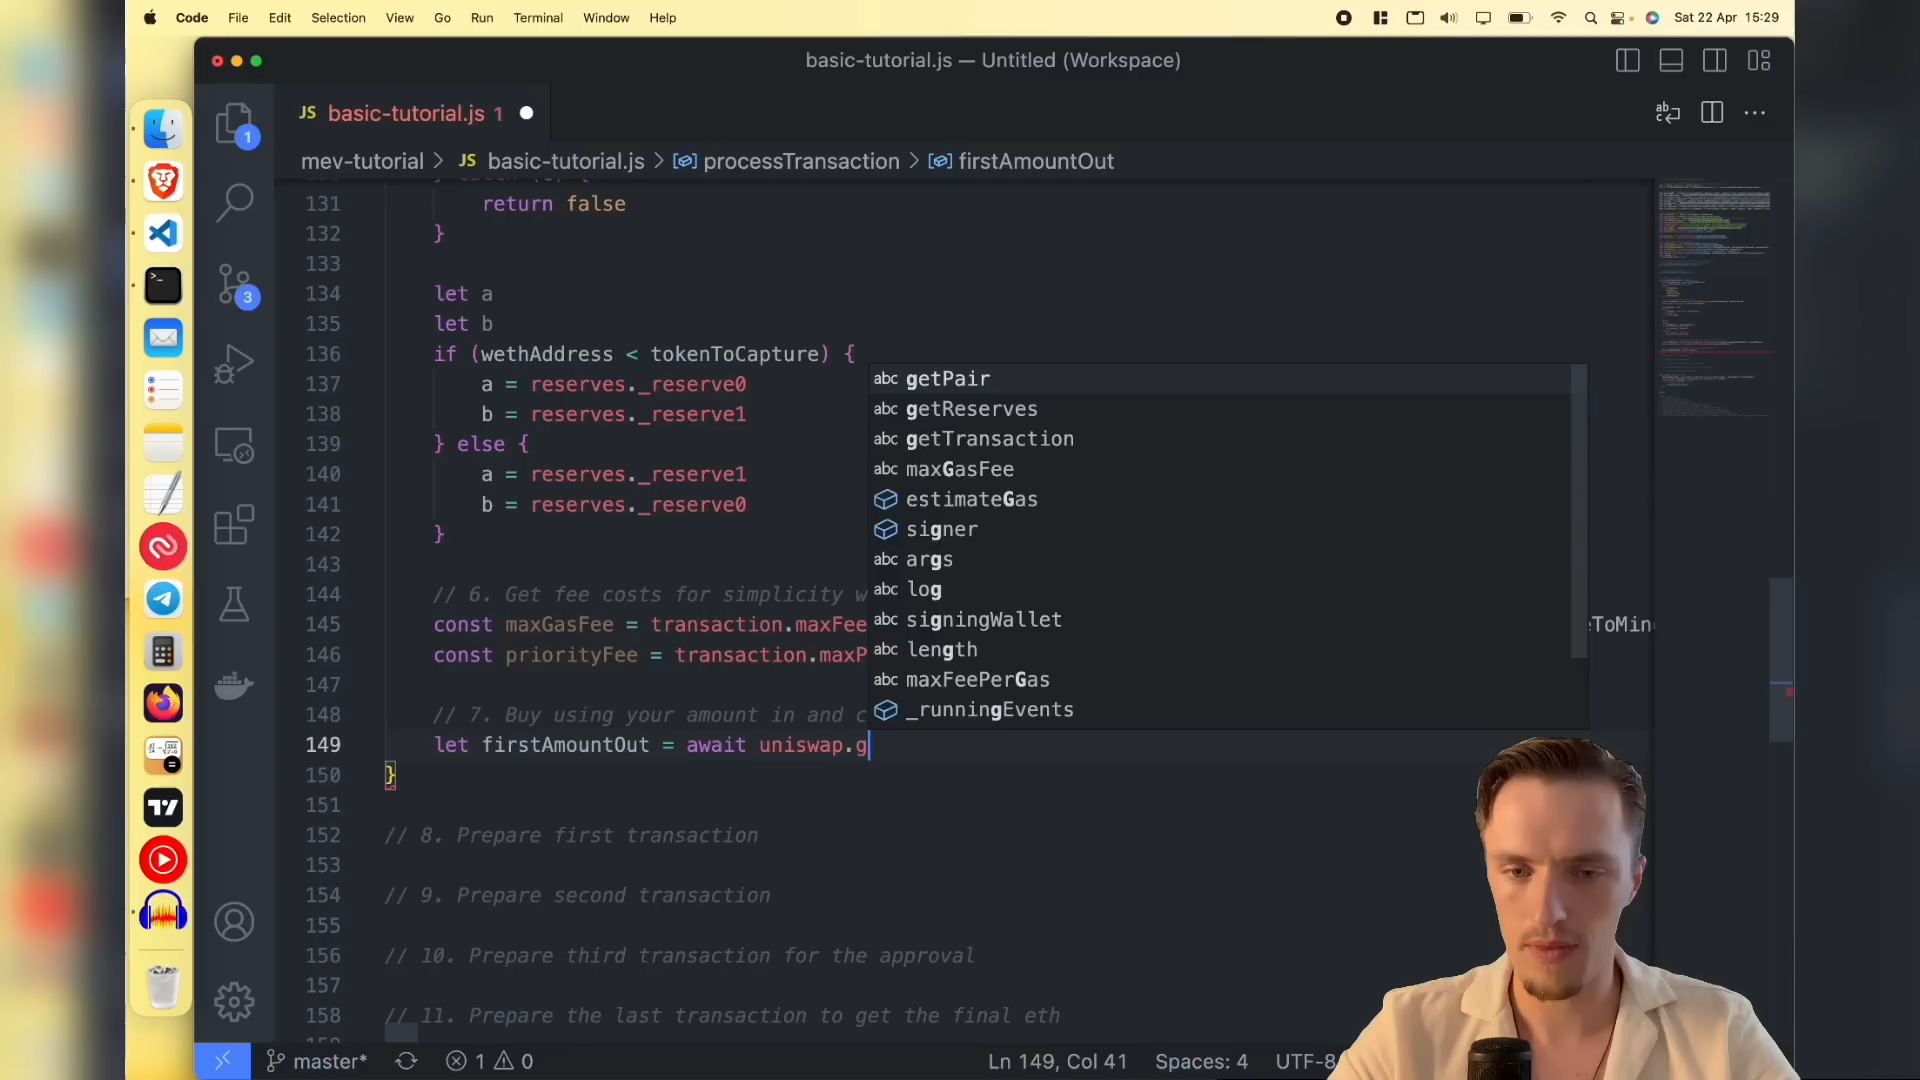 Code File Edit Selection View Go Run Terminal Window Help
Sat 22 Apr 15:29
basic-tutorial.js — Untitled (Workspace)
JS basic-tutorial.js 1
mev-tutorial > JS basic-tutorial.js > processTransaction > firstAmountOut
131 return false
132 }
133
134 let a
135 let b
136 if (wethAddress < tokenToCapture) {
137 a = reserves._reserve0
138 b = reserves._reserve1
139 } else {
140 a = reserves._reserve1
141 b = reserves._reserve0
142 }
143
144 // 6. Get fee costs for simplicity w
145 const maxGasFee = transaction.maxFee
eToMin
146 const priorityFee = transaction.maxP
147
148 // 7. Buy using your amount in and c
149 let firstAmountOut = await uniswap.g
150 }
151
152 // 8. Prepare first transaction
153
154 // 9. Prepare second transaction
155
156 // 10. Prepare third transaction for the approval
157
158 // 11. Prepare the last transaction to get the final eth
abc getPair
abc getReserves
abc getTransaction
abc maxGasFee
estimateGas
signer
abc args
abc log
abc signingWallet
abc length
abc maxFeePerGas
_runningEvents
1
3
master* 1 0
Ln 149, Col 41 Spaces: 4 UTF-8